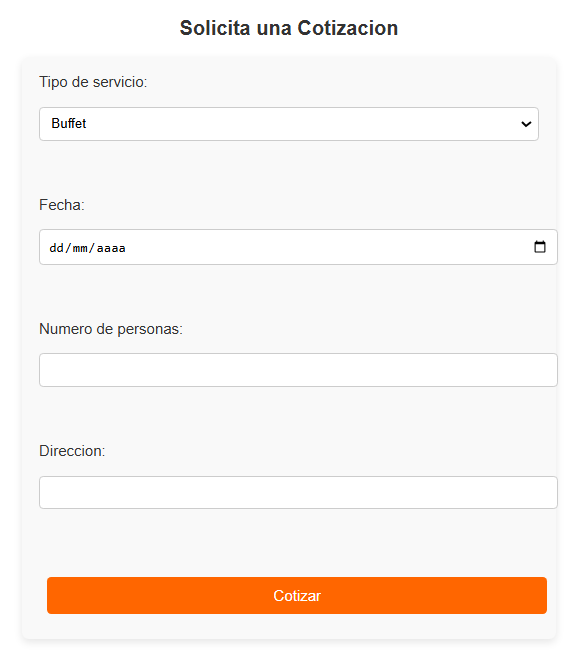 Solicita una Cotizacion
Tipo de servicio:
Buffet
Fecha:
dd/mm/aaaa
Numero de personas:
Direccion:
Cotizar